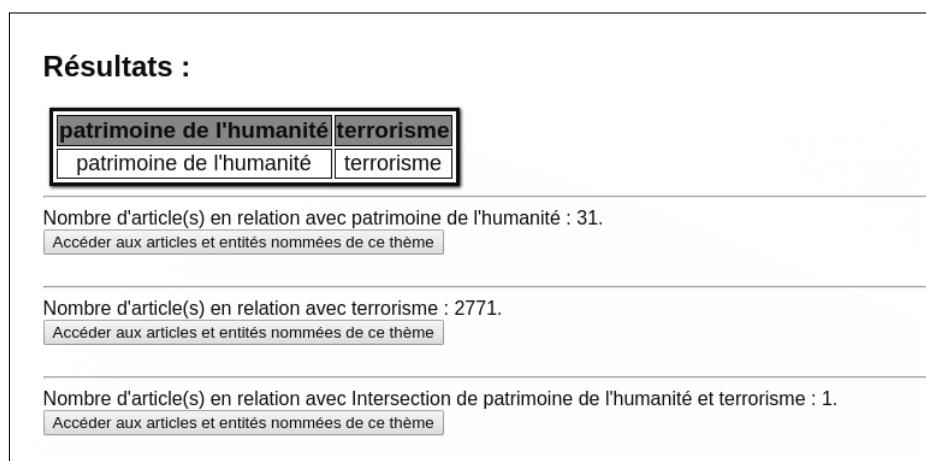 Résultats :
patrimoine de l'humanité terrorisme
patrimoine de l'humanité terrorisme
Nombre d'article(s) en relation avec patrimoine de l'humanité : 31.
Accéder aux articles et entités nommées de ce thème
Nombre d'article(s) en relation avec terrorisme : 2771.
Accéder aux articles et entités nommées de ce thème
Nombre d'article(s) en relation avec Intersection de patrimoine de l'humanité et terrorisme : 1.
Accéder aux articles et entités nommées de ce thème